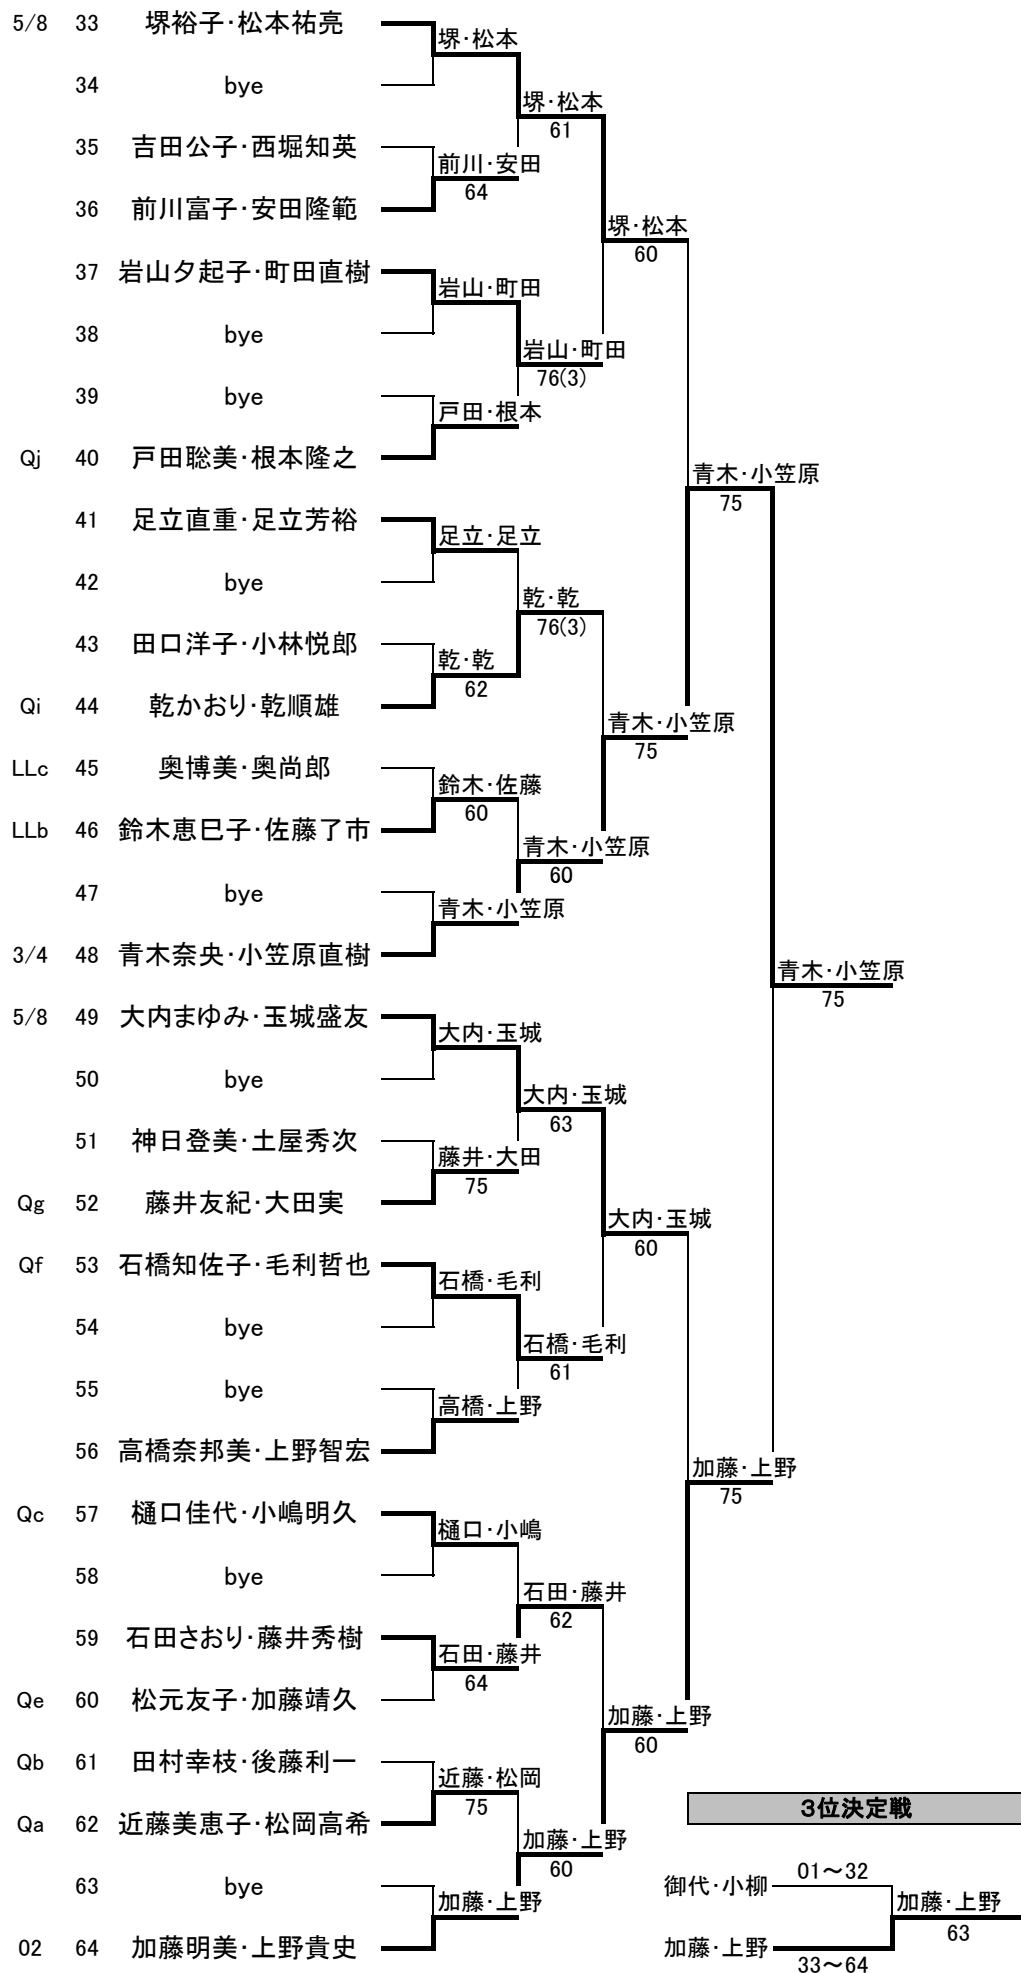 5/8 33 堺裕子・松本祐亮
堺・松本
34 bye
堺・松本
61
35 吉田公子・西堀知英
前川・安田
64
36 前川富子・安田隆範
堺・松本
60
37 岩山夕起子・町田直樹
岩山・町田
38 bye
岩山・町田
76(3)
39 bye
戸田・根本
Qj 40 戸田聡美・根本隆之
青木・小笠原
75
41 足立直重・足立芳裕
足立・足立
42 bye
乾・乾
76(3)
43 田口洋子・小林悦郎
乾・乾
62
Qi 44 乾かおり・乾順雄
青木・小笠原
75
LLc 45 奥博美・奥尚郎
鈴木・佐藤
60
LLb 46 鈴木恵巳子・佐藤了市
青木・小笠原
60
47 bye
青木・小笠原
3/4 48 青木奈央・小笠原直樹
青木・小笠原
75
5/8 49 大内まゆみ・玉城盛友
大内・玉城
50 bye
大内・玉城
63
51 神日登美・土屋秀次
藤井・大田
75
Qg 52 藤井友紀・大田実
大内・玉城
60
Qf 53 石橋知佐子・毛利哲也
石橋・毛利
54 bye
石橋・毛利
61
55 bye
高橋・上野
56 高橋奈邦美・上野智宏
加藤・上野
75
Qc 57 樋口佳代・小嶋明久
樋口・小嶋
58 bye
石田・藤井
62
59 石田さおり・藤井秀樹
石田・藤井
64
Qe 60 松元友子・加藤靖久
加藤・上野
60
Qb 61 田村幸枝・後藤利一
近藤・松岡
75
Qa 62 近藤美恵子・松岡高希
加藤・上野
60
63 bye
加藤・上野
02 64 加藤明美・上野貴史
3位決定戦
御代・小柳 01～32
加藤・上野
63
加藤・上野 33～64